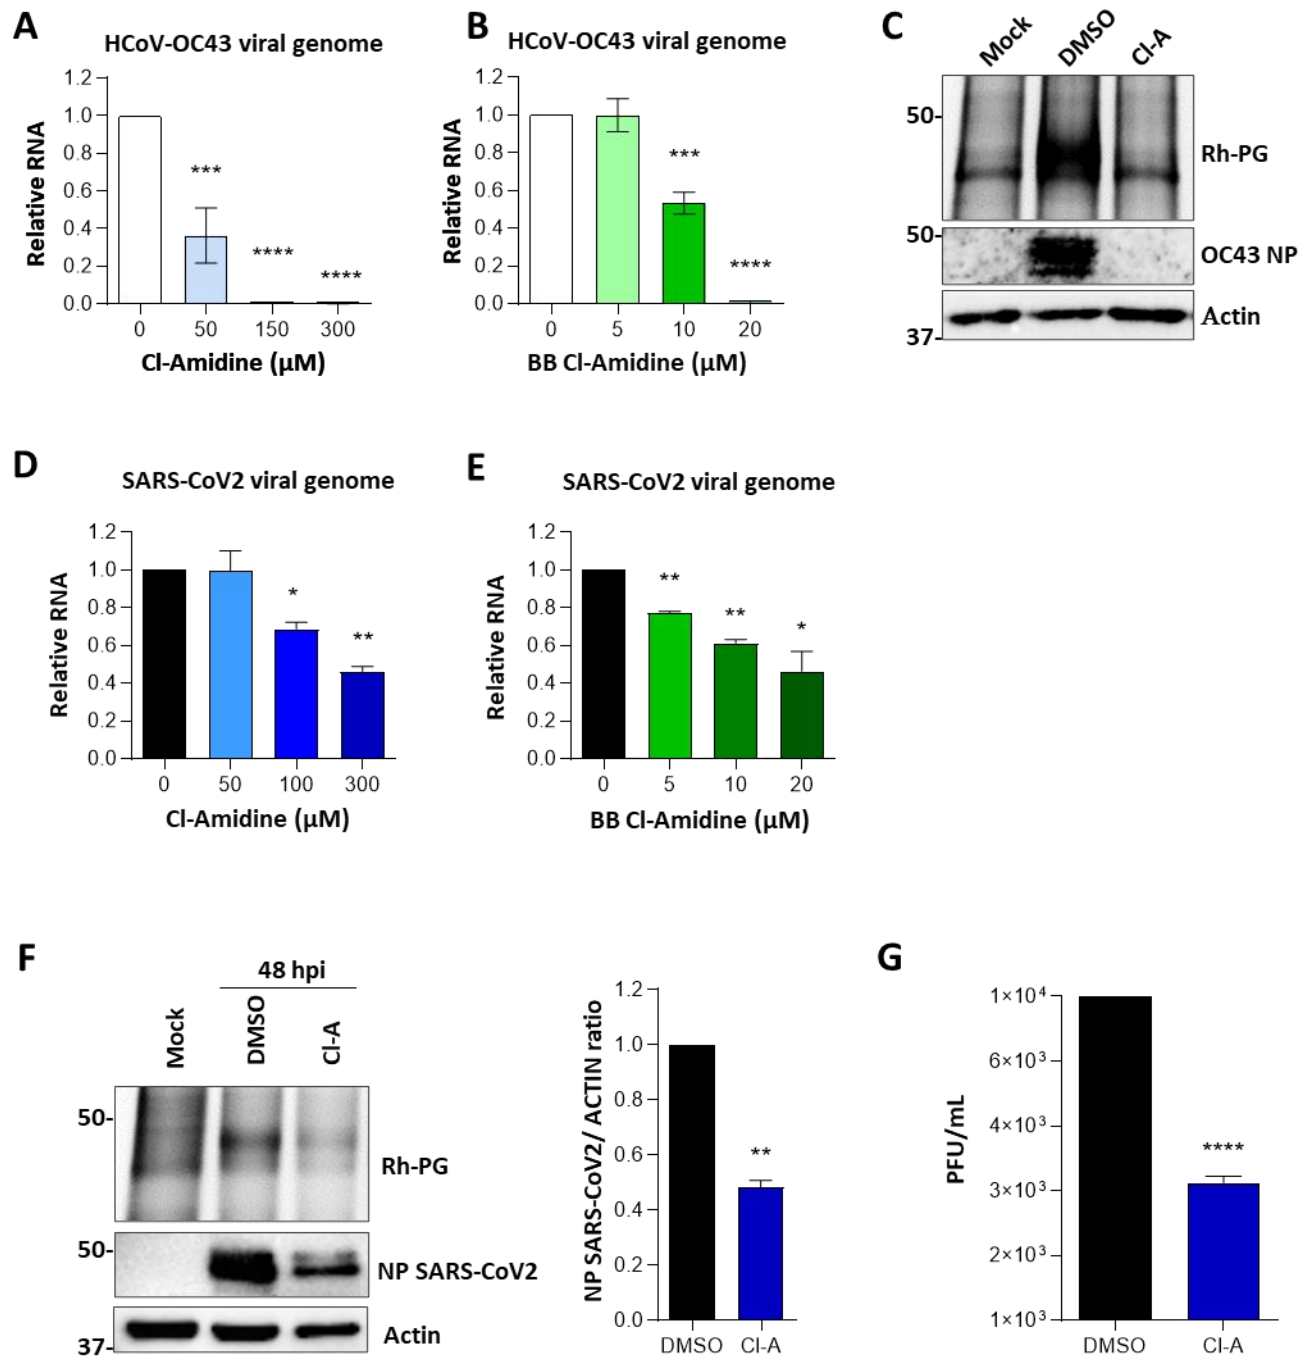 A
HCoV-OC43 viral genome
Relative RNA
1.2
1.0
0.8
0.6
0.4
0.2
0.0
***
****
****
0 50 150 300
Cl-Amidine (µM)
B
HCoV-OC43 viral genome
Relative RNA
1.2
1.0
0.8
0.6
0.4
0.2
0.0
***
****
0 5 10 20
BB Cl-Amidine (µM)
C
Mock DMSO Cl-A
50-
Rh-PG
50-
OC43 NP
Actin
37-
D
SARS-CoV2 viral genome
Relative RNA
1.2
1.0
0.8
0.6
0.4
0.2
0.0
*
**
0 50 100 300
Cl-Amidine (µM)
E
SARS-CoV2 viral genome
Relative RNA
1.2
1.0
0.8
0.6
0.4
0.2
0.0
**
**
*
0 5 10 20
BB Cl-Amidine (µM)
F
48 hpi
Mock DMSO Cl-A
50-
Rh-PG
50-
NP SARS-CoV2
Actin
37-
NP SARS-CoV2/ ACTIN ratio
1.2
1.0
0.8
0.6
0.4
0.2
0.0
**
DMSO Cl-A
G
PFU/mL
1×10⁴
6×10³
4×10³
3×10³
2×10³
1×10³
****
DMSO Cl-A